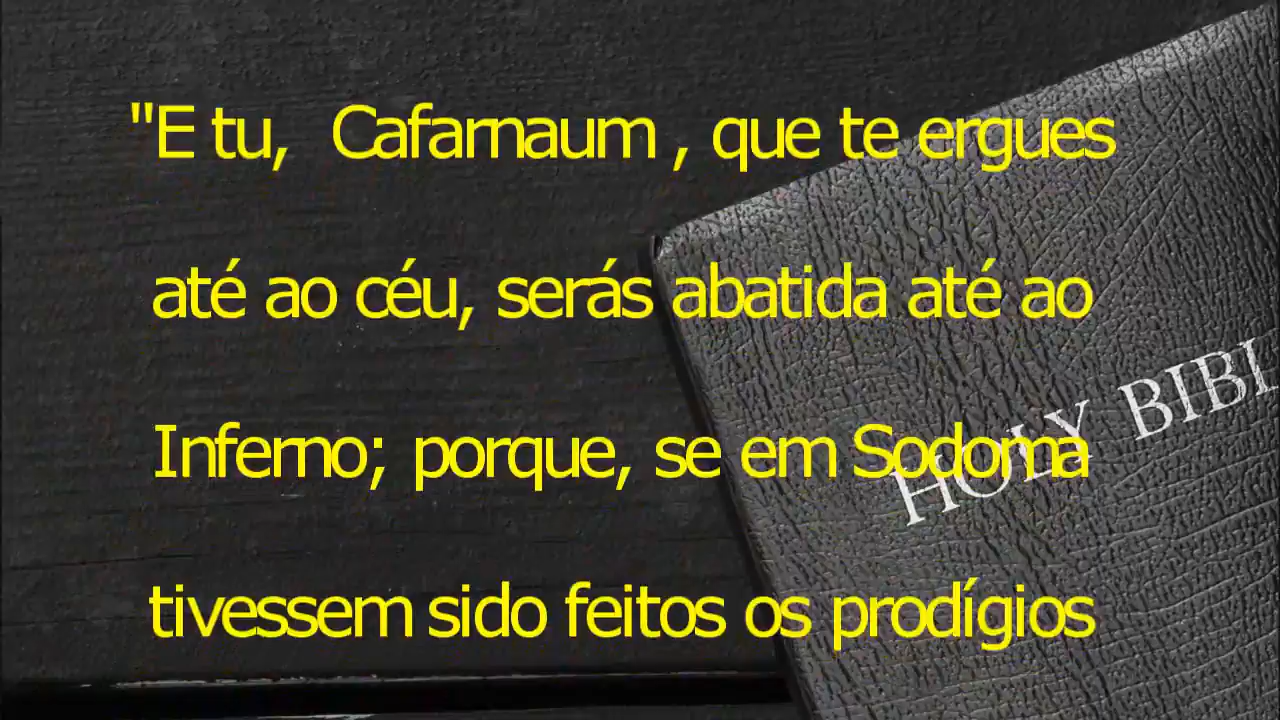 "E tu, Cafarnaum , que te ergues
até ao céu, serás abatida até ao
Inferno; porque, se em Sodoma
tivessem sido feitos os prodígios
HOLY BIBL